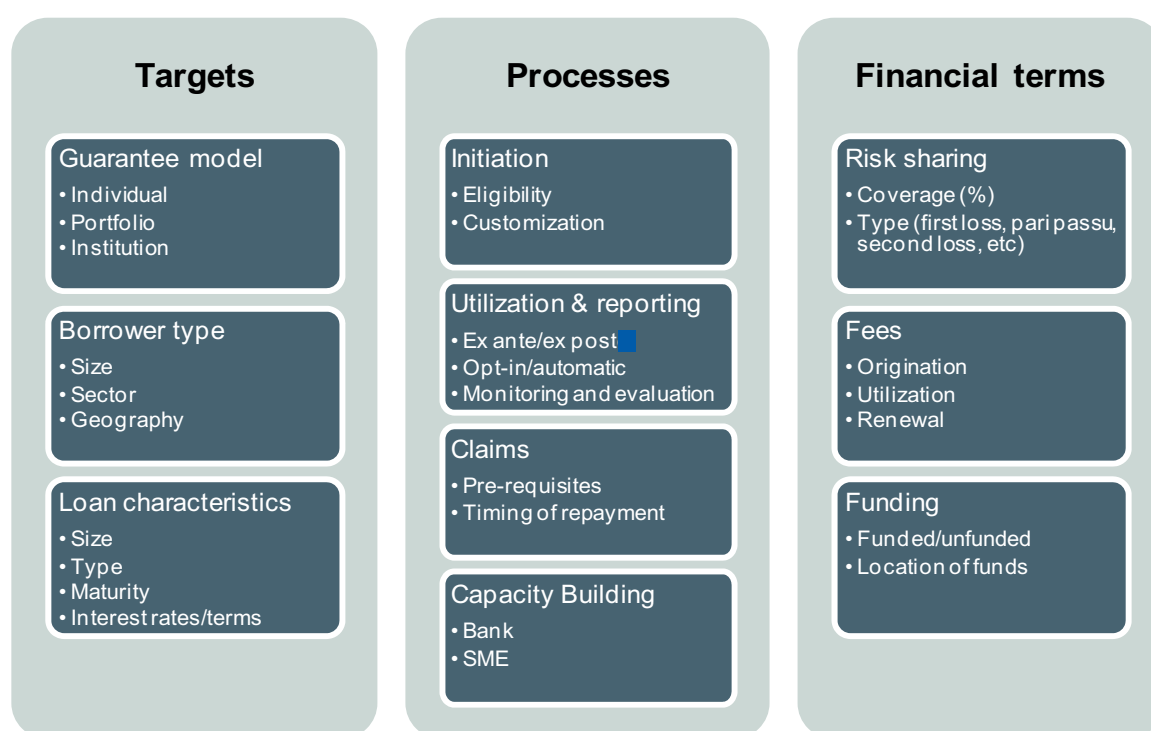 Targets
Guarantee model
• Individual
• Portfolio
• Institution
Borrower type
• Size
• Sector
• Geography
Loan characteristics
• Size
• Type
• Maturity
• Interest rates/terms
Processes
Initiation
• Eligibility
• Customization
Utilization & reporting
• Ex ante/ex post
• Opt-in/automatic
• Monitoring and evaluation
Claims
• Pre-requisites
• Timing of repayment
Capacity Building
• Bank
• SME
Financial terms
Risk sharing
• Coverage (%)
• Type (first loss, pari passu,
second loss, etc)
Fees
• Origination
• Utilization
• Renewal
Funding
• Funded/unfunded
• Location of funds